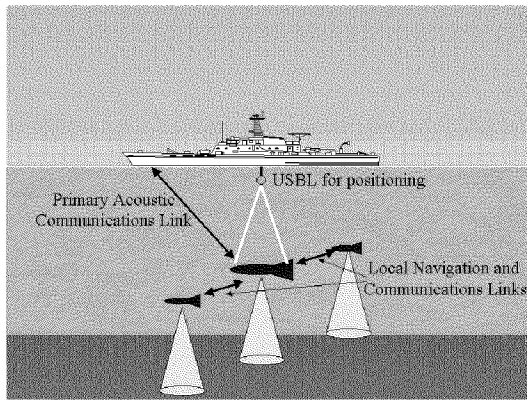 USBL for positioning
Primary Acoustic
Communications Link
Local Navigation and
Communications Links